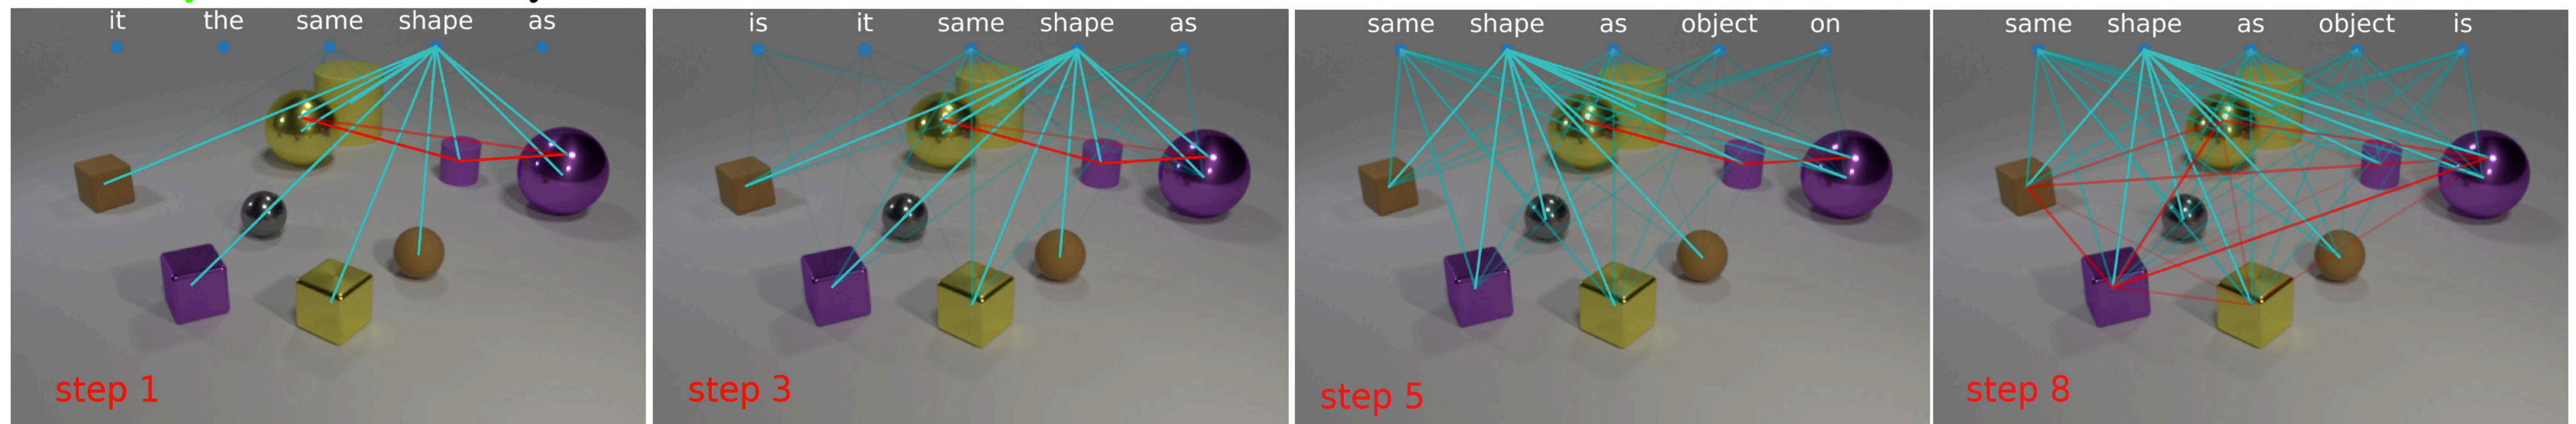 it the same shape as
is it same shape as
same shape as object on
same shape as object is
step 1
step 3
step 5
step 8